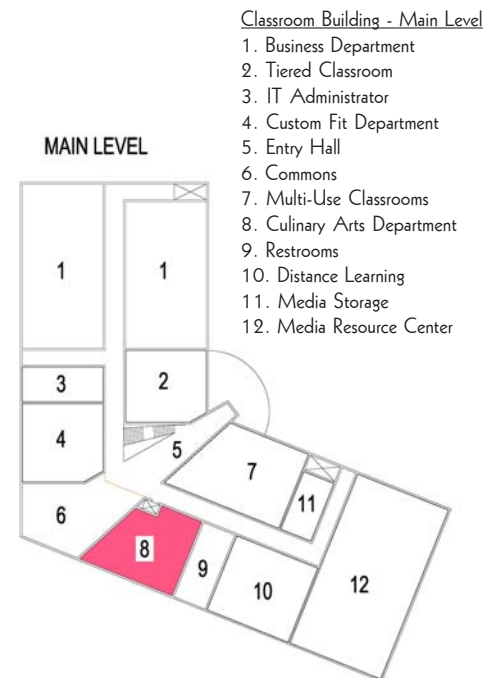 Classroom Building - Main Level
1. Business Department
2. Tiered Classroom
3. IT Administrator
4. Custom Fit Department
5. Entry Hall
6. Commons
7. Multi-Use Classrooms
8. Culinary Arts Department
9. Restrooms
10. Distance Learning
11. Media Storage
12. Media Resource Center
MAIN LEVEL
1
1
3
2
4
5
7
6
11
8
9
10
12